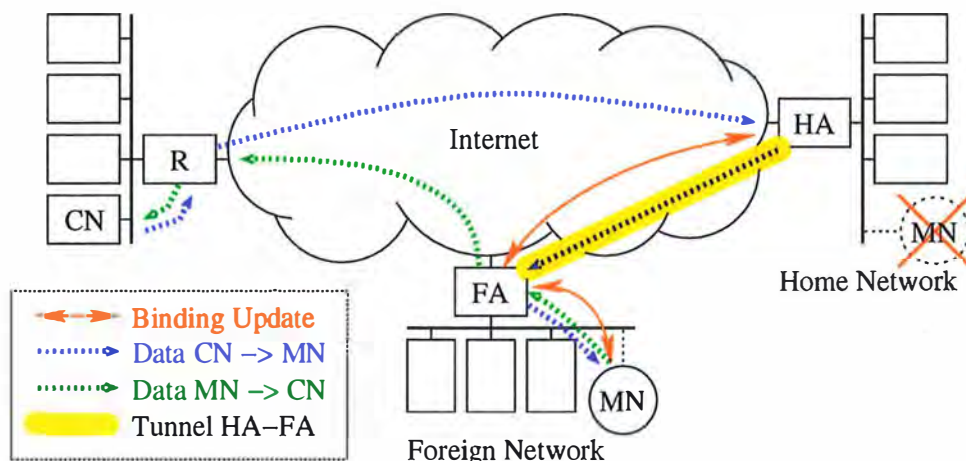 HA
Internet
R
CN
MN
Home Network
FA
Binding Update
Data CN –> MN
Data MN –> CN
Tunnel HA–FA
MN
Foreign Network